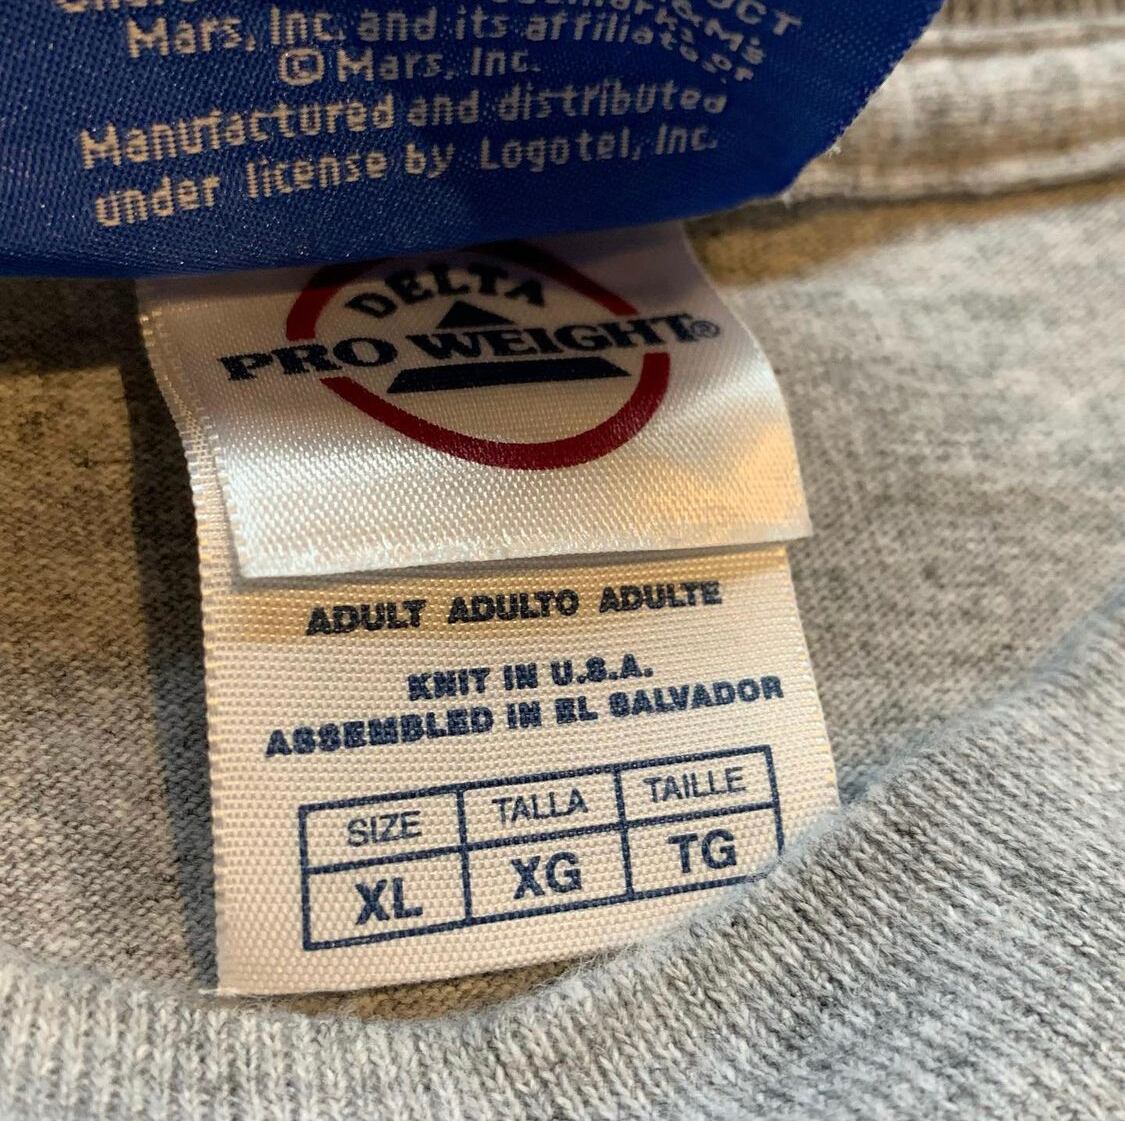 UCT
&M's
Mars, Inc. and its affiliates.
© Mars, Inc.
Manufactured and distributed
under license by Logotel, Inc.
DELTA
PRO WEIGHT®
ADULT ADULTO ADULTE
KNIT IN U.S.A.
ASSEMBLED IN EL SALVADOR
SIZE TALLA TAILLE
XL XG TG